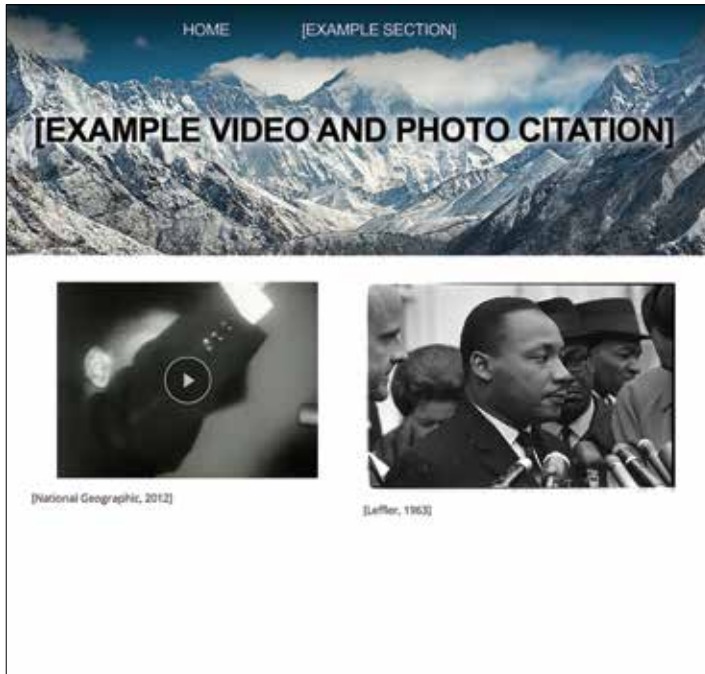 HOME [EXAMPLE SECTION]
[EXAMPLE VIDEO AND PHOTO CITATION]
[National Geographic, 2012]
[Leffler, 1963]